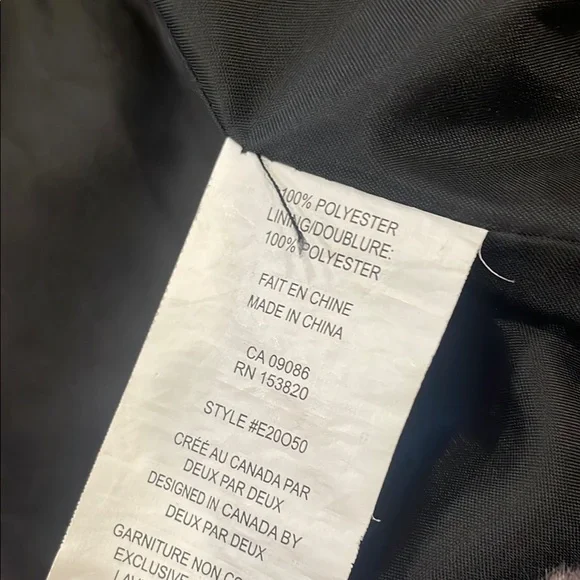 100% POLYESTER
LINING/DOUBLURE:
100% POLYESTER
FAIT EN CHINE
MADE IN CHINA
CA 09086
RN 153820
STYLE #E20O50
CRÉÉ AU CANADA PAR
DEUX PAR DEUX
DESIGNED IN CANADA BY
DEUX PAR DEUX
GARNITURE NON
EXCLUSIVE